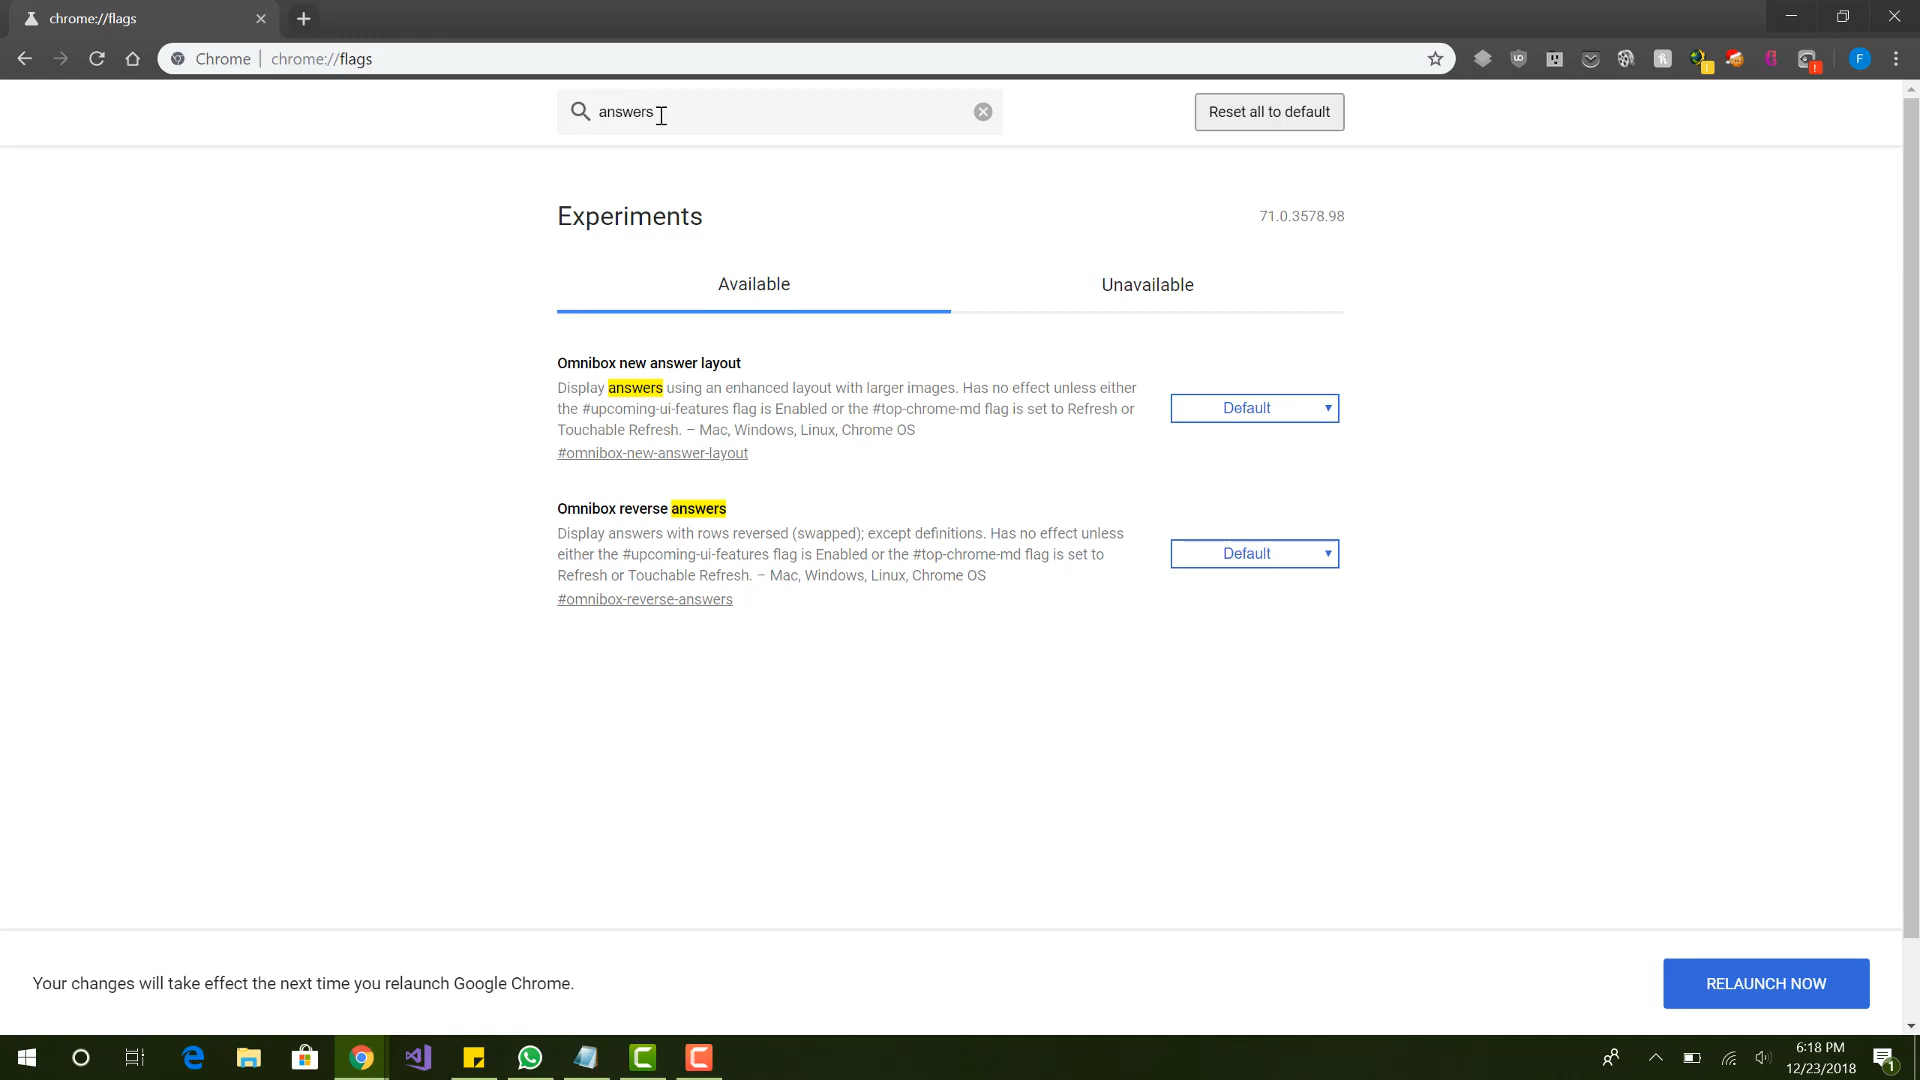 chrome://flags
Chrome | chrome://flags
F
answers
Reset all to default
Experiments
71.0.3578.98
Available
Unavailable
Omnibox new answer layout
Display answers using an enhanced layout with larger images. Has no effect unless either
the #upcoming-ui-features flag is Enabled or the #top-chrome-md flag is set to Refresh or
Touchable Refresh. – Mac, Windows, Linux, Chrome OS
#omnibox-new-answer-layout
Default
Omnibox reverse answers
Display answers with rows reversed (swapped); except definitions. Has no effect unless
either the #upcoming-ui-features flag is Enabled or the #top-chrome-md flag is set to
Refresh or Touchable Refresh. – Mac, Windows, Linux, Chrome OS
#omnibox-reverse-answers
Default
Your changes will take effect the next time you relaunch Google Chrome.
RELAUNCH NOW
6:18 PM
12/23/2018
1